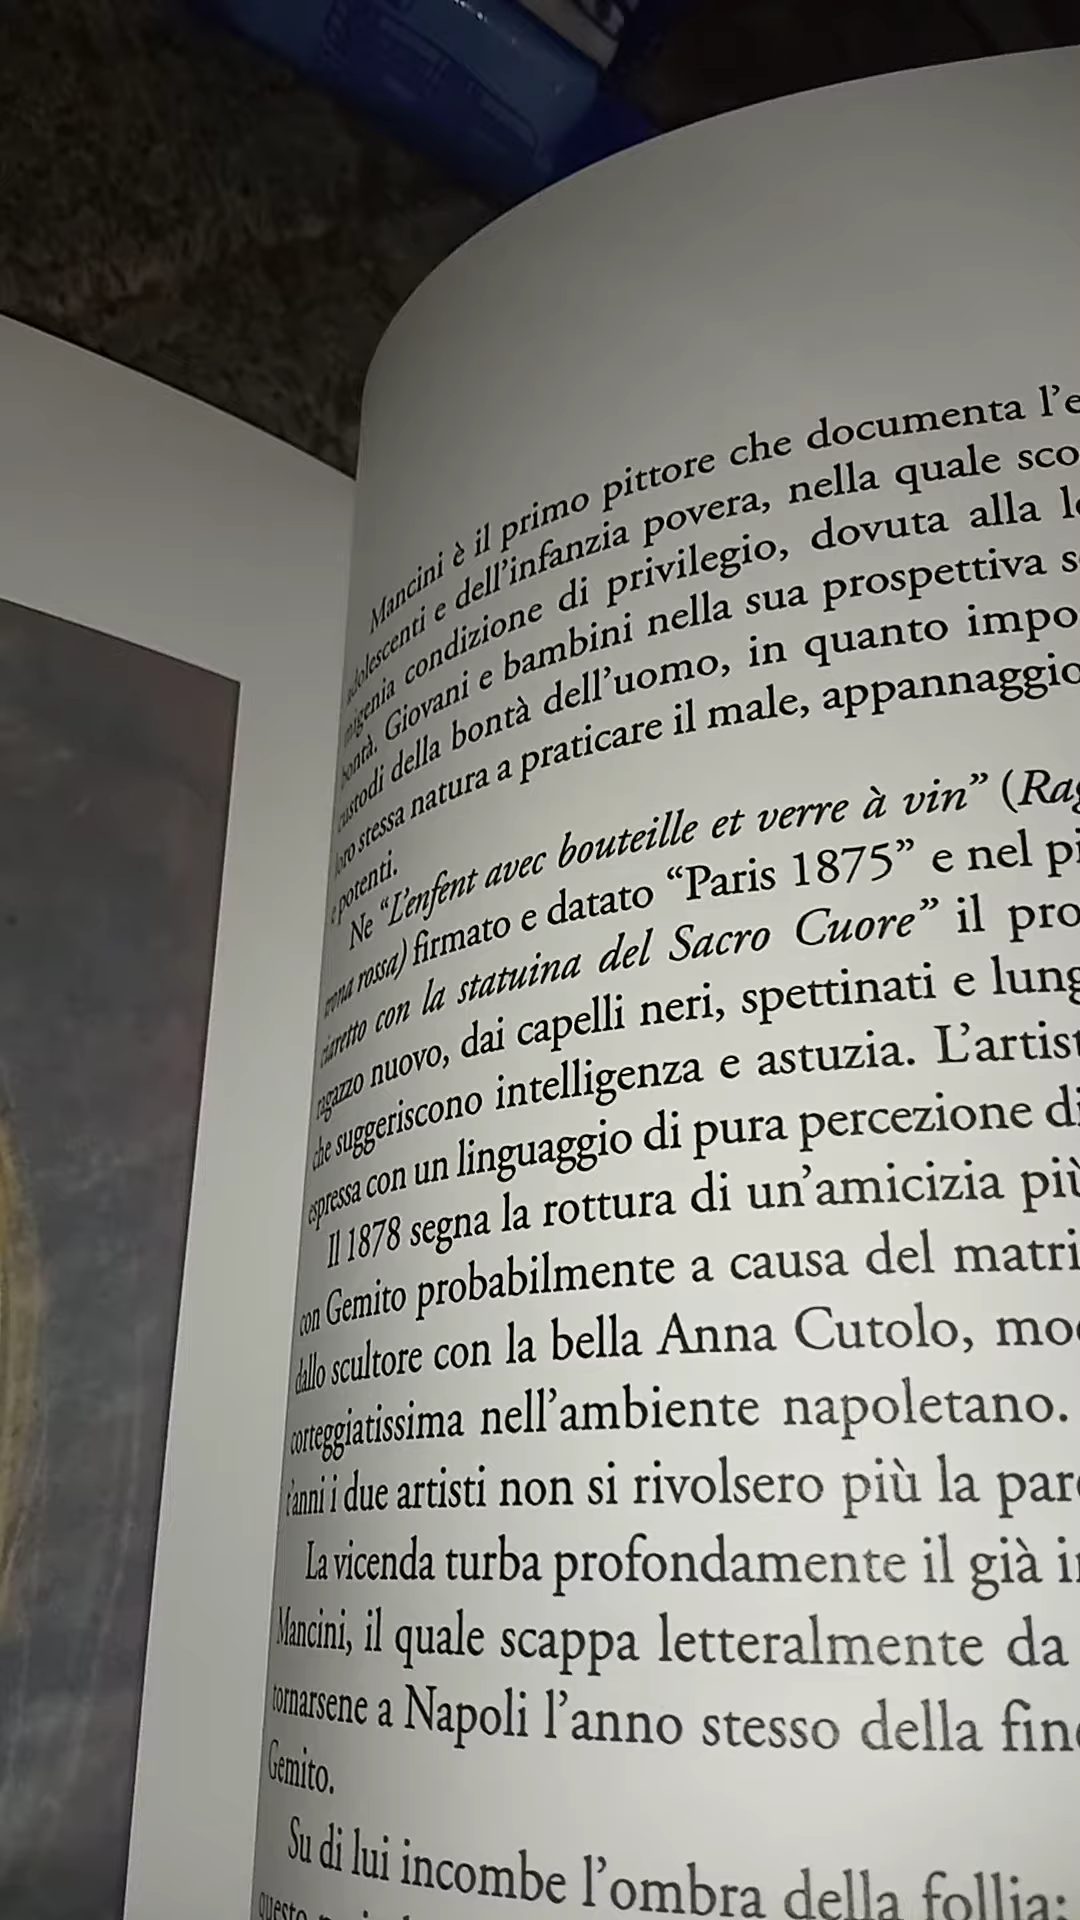 Mancini è il primo pittore che documenta l'e
adolescenti e dell'infanzia povera, nella quale sco
condizione di privilegio, dovuta alla
bontà. Giovani e bambini nella sua prospettiva s
custodi della bontà dell'uomo, in quanto impo
loro stessa natura a praticare il male, appannaggio
e potenti.
Ne “L'enfent avec bouteille et verre à vin” (Rag
rossa) firmato e datato “Paris 1875” e nel pi
ciaretto con la statuina del Sacro Cuore” il pro
ragazzo nuovo, dai capelli neri, spettinati e lung
che suggeriscono intelligenza e astuzia. L'artist
espressa con un linguaggio di pura percezione di
Il 1878 segna la rottura di un'amicizia più
con Gemito probabilmente a causa del matri
dallo scultore con la bella Anna Cutolo, mod
corteggiatissima nell'ambiente napoletano.
t'anni i due artisti non si rivolsero più la par
La vicenda turba profondamente il già i
Mancini, il quale scappa letteralmente da
tornarsene a Napoli l'anno stesso della fin
Gemito.
Su di lui incombe l'ombra della follia:
questo